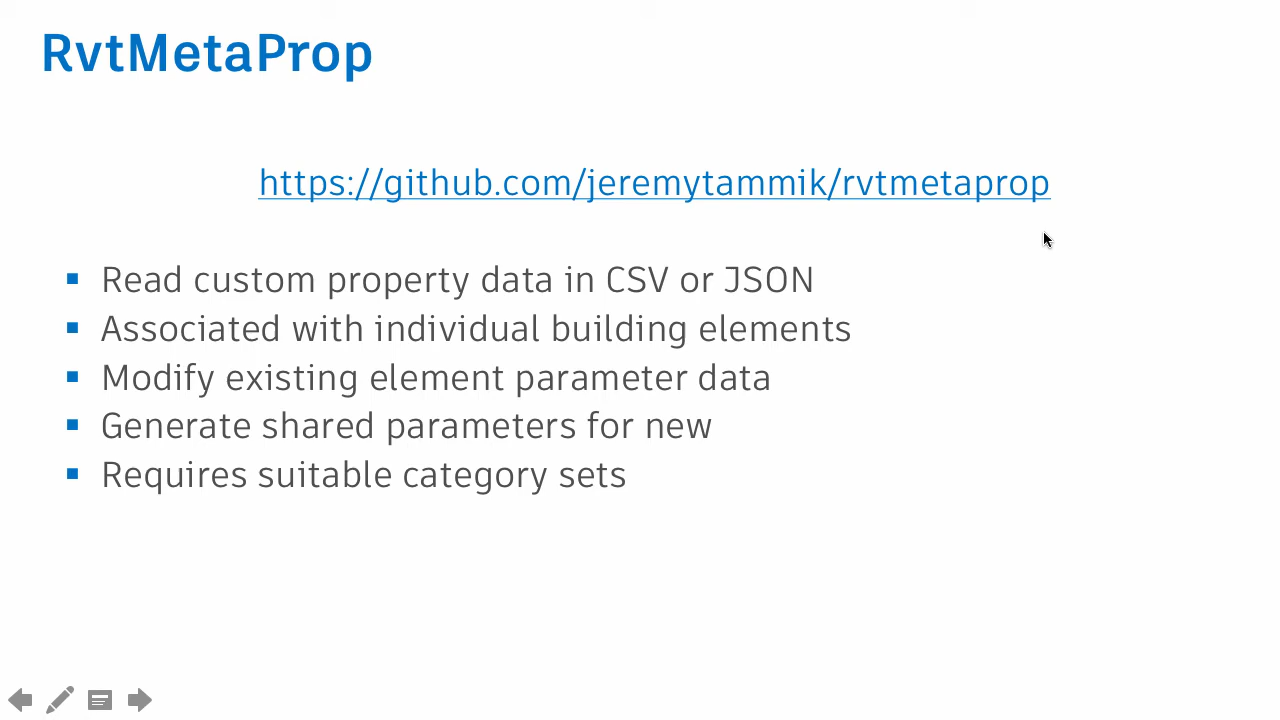 RvtMetaProp
https://github.com/jeremytammik/rvtmetaprop
▪ Read custom property data in CSV or JSON
▪ Associated with individual building elements
▪ Modify existing element parameter data
▪ Generate shared parameters for new
▪ Requires suitable category sets